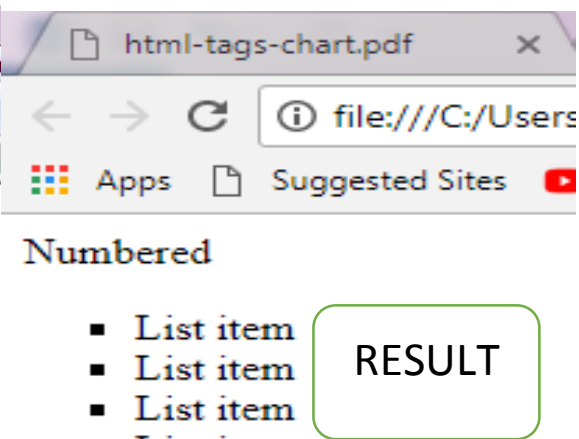 html-tags-chart.pdf
file:///C:/Users
Apps Suggested Sites
Numbered
List item
List item
List item
RESULT